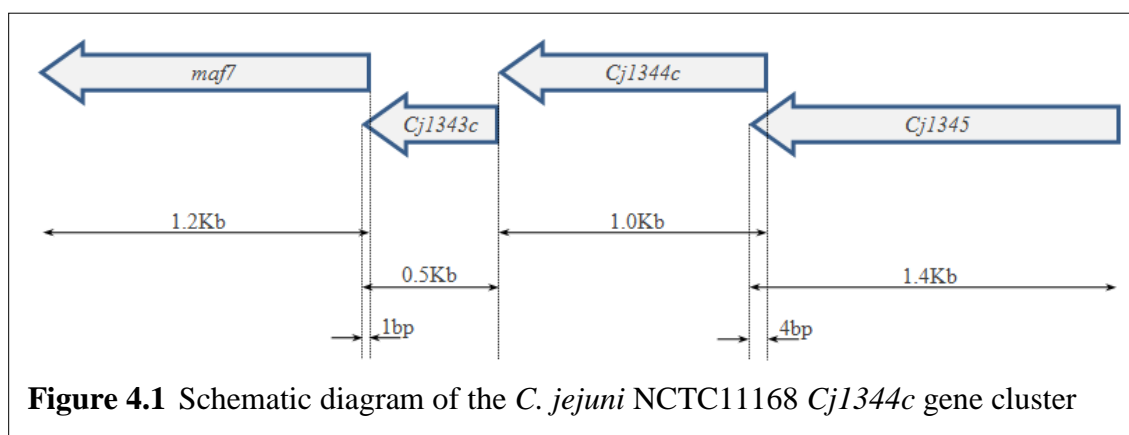 maf7
Cj1344c
Cj1343c
Cj1345
1.2Kb
1.0Kb
0.5Kb
1.4Kb
1bp
4bp
Figure 4.1 Schematic diagram of the C. jejuni NCTC11168 Cj1344c gene cluster